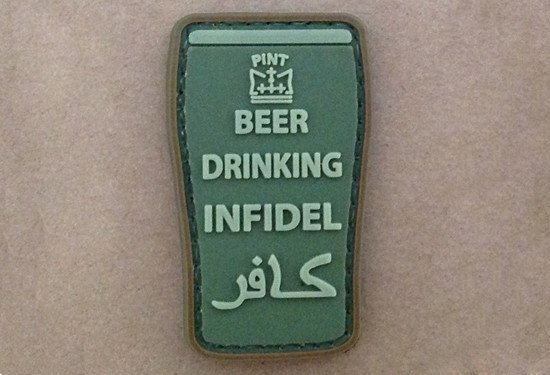 PINT
BEER
DRINKING
INFIDEL
كافر